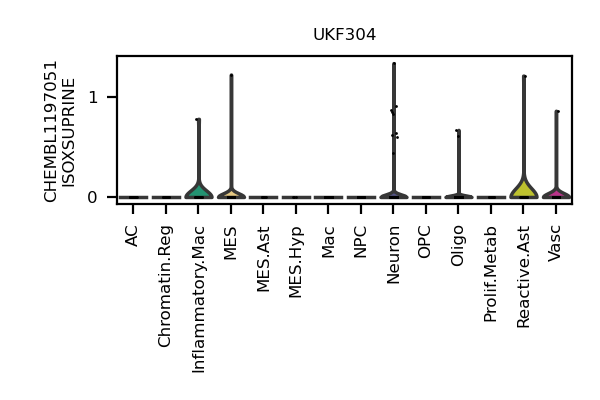 UKF304
CHEMBL1197051
ISOXSUPRINE
1
0
AC
Chromatin.Reg
Inflammatory.Mac
MES
MES.Ast
MES.Hyp
Mac
NPC
Neuron
OPC
Oligo
Prolif.Metab
Reactive.Ast
Vasc